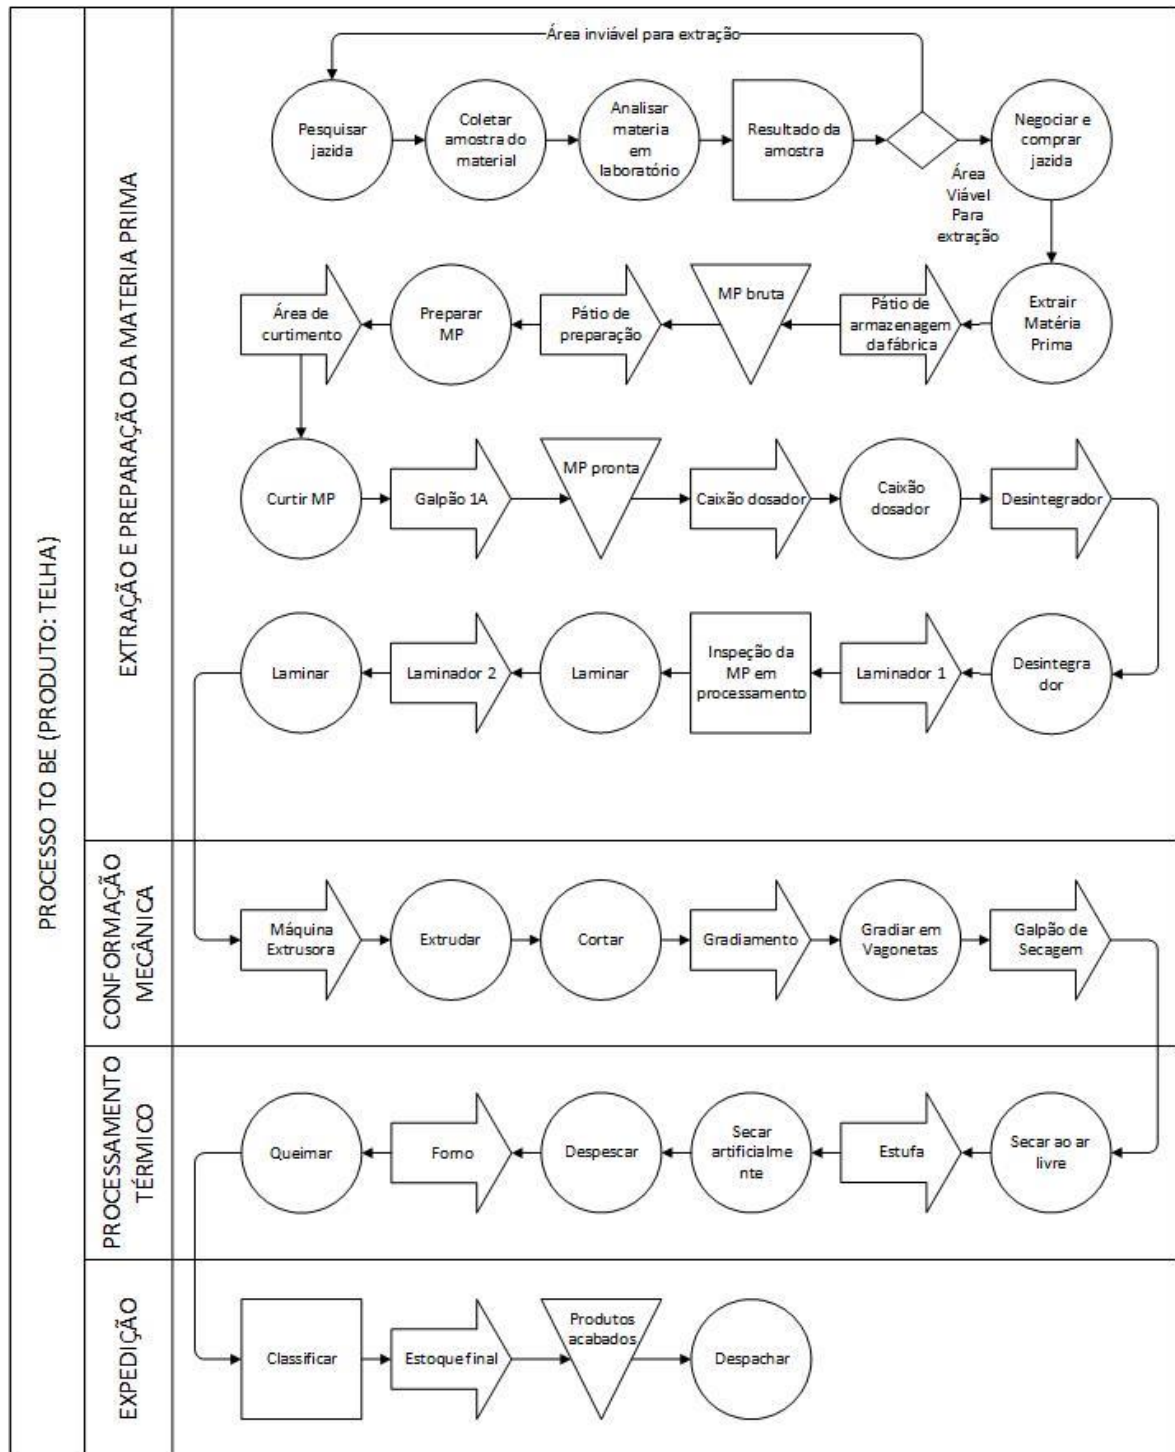 PROCESSO TO BE (PRODUTO: TELHA)
EXTRAÇÃO E PREPARAÇÃO DA MATERIA PRIMA
Área inviável para extração
Pesquisar
jazida
Coletar
amostra do
material
Analisar
materia
em
laboratório
Resultado da
amostra
Área
Viável
Para
extração
Negociar e
comprar
jazida
Extrair
Matéria
Prima
Pátio de
armazenagem
da fábrica
MP bruta
Pátio de
preparação
Preparar
MP
Área de
curtimento
Curtir MP
Galpão 1A
MP pronta
Caixão dosador
Caixão
dosador
Desintegrador
Desintegra
dor
Laminador 1
Inspeção da
MP em
processamento
Laminar
Laminador 2
Laminar
CONFORMAÇÃO
MECÂNICA
Máquina
Extrusora
Extrudar
Cortar
Gradiamento
Gradiar em
Vagonetas
Galpão de
Secagem
PROCESSAMENTO
TÉRMICO
Secar ao ar
livre
Estufa
Secar
artificialme
nte
Despescar
Forno
Queimar
EXPEDIÇÃO
Classificar
Estoque final
Produtos
acabados
Despachar